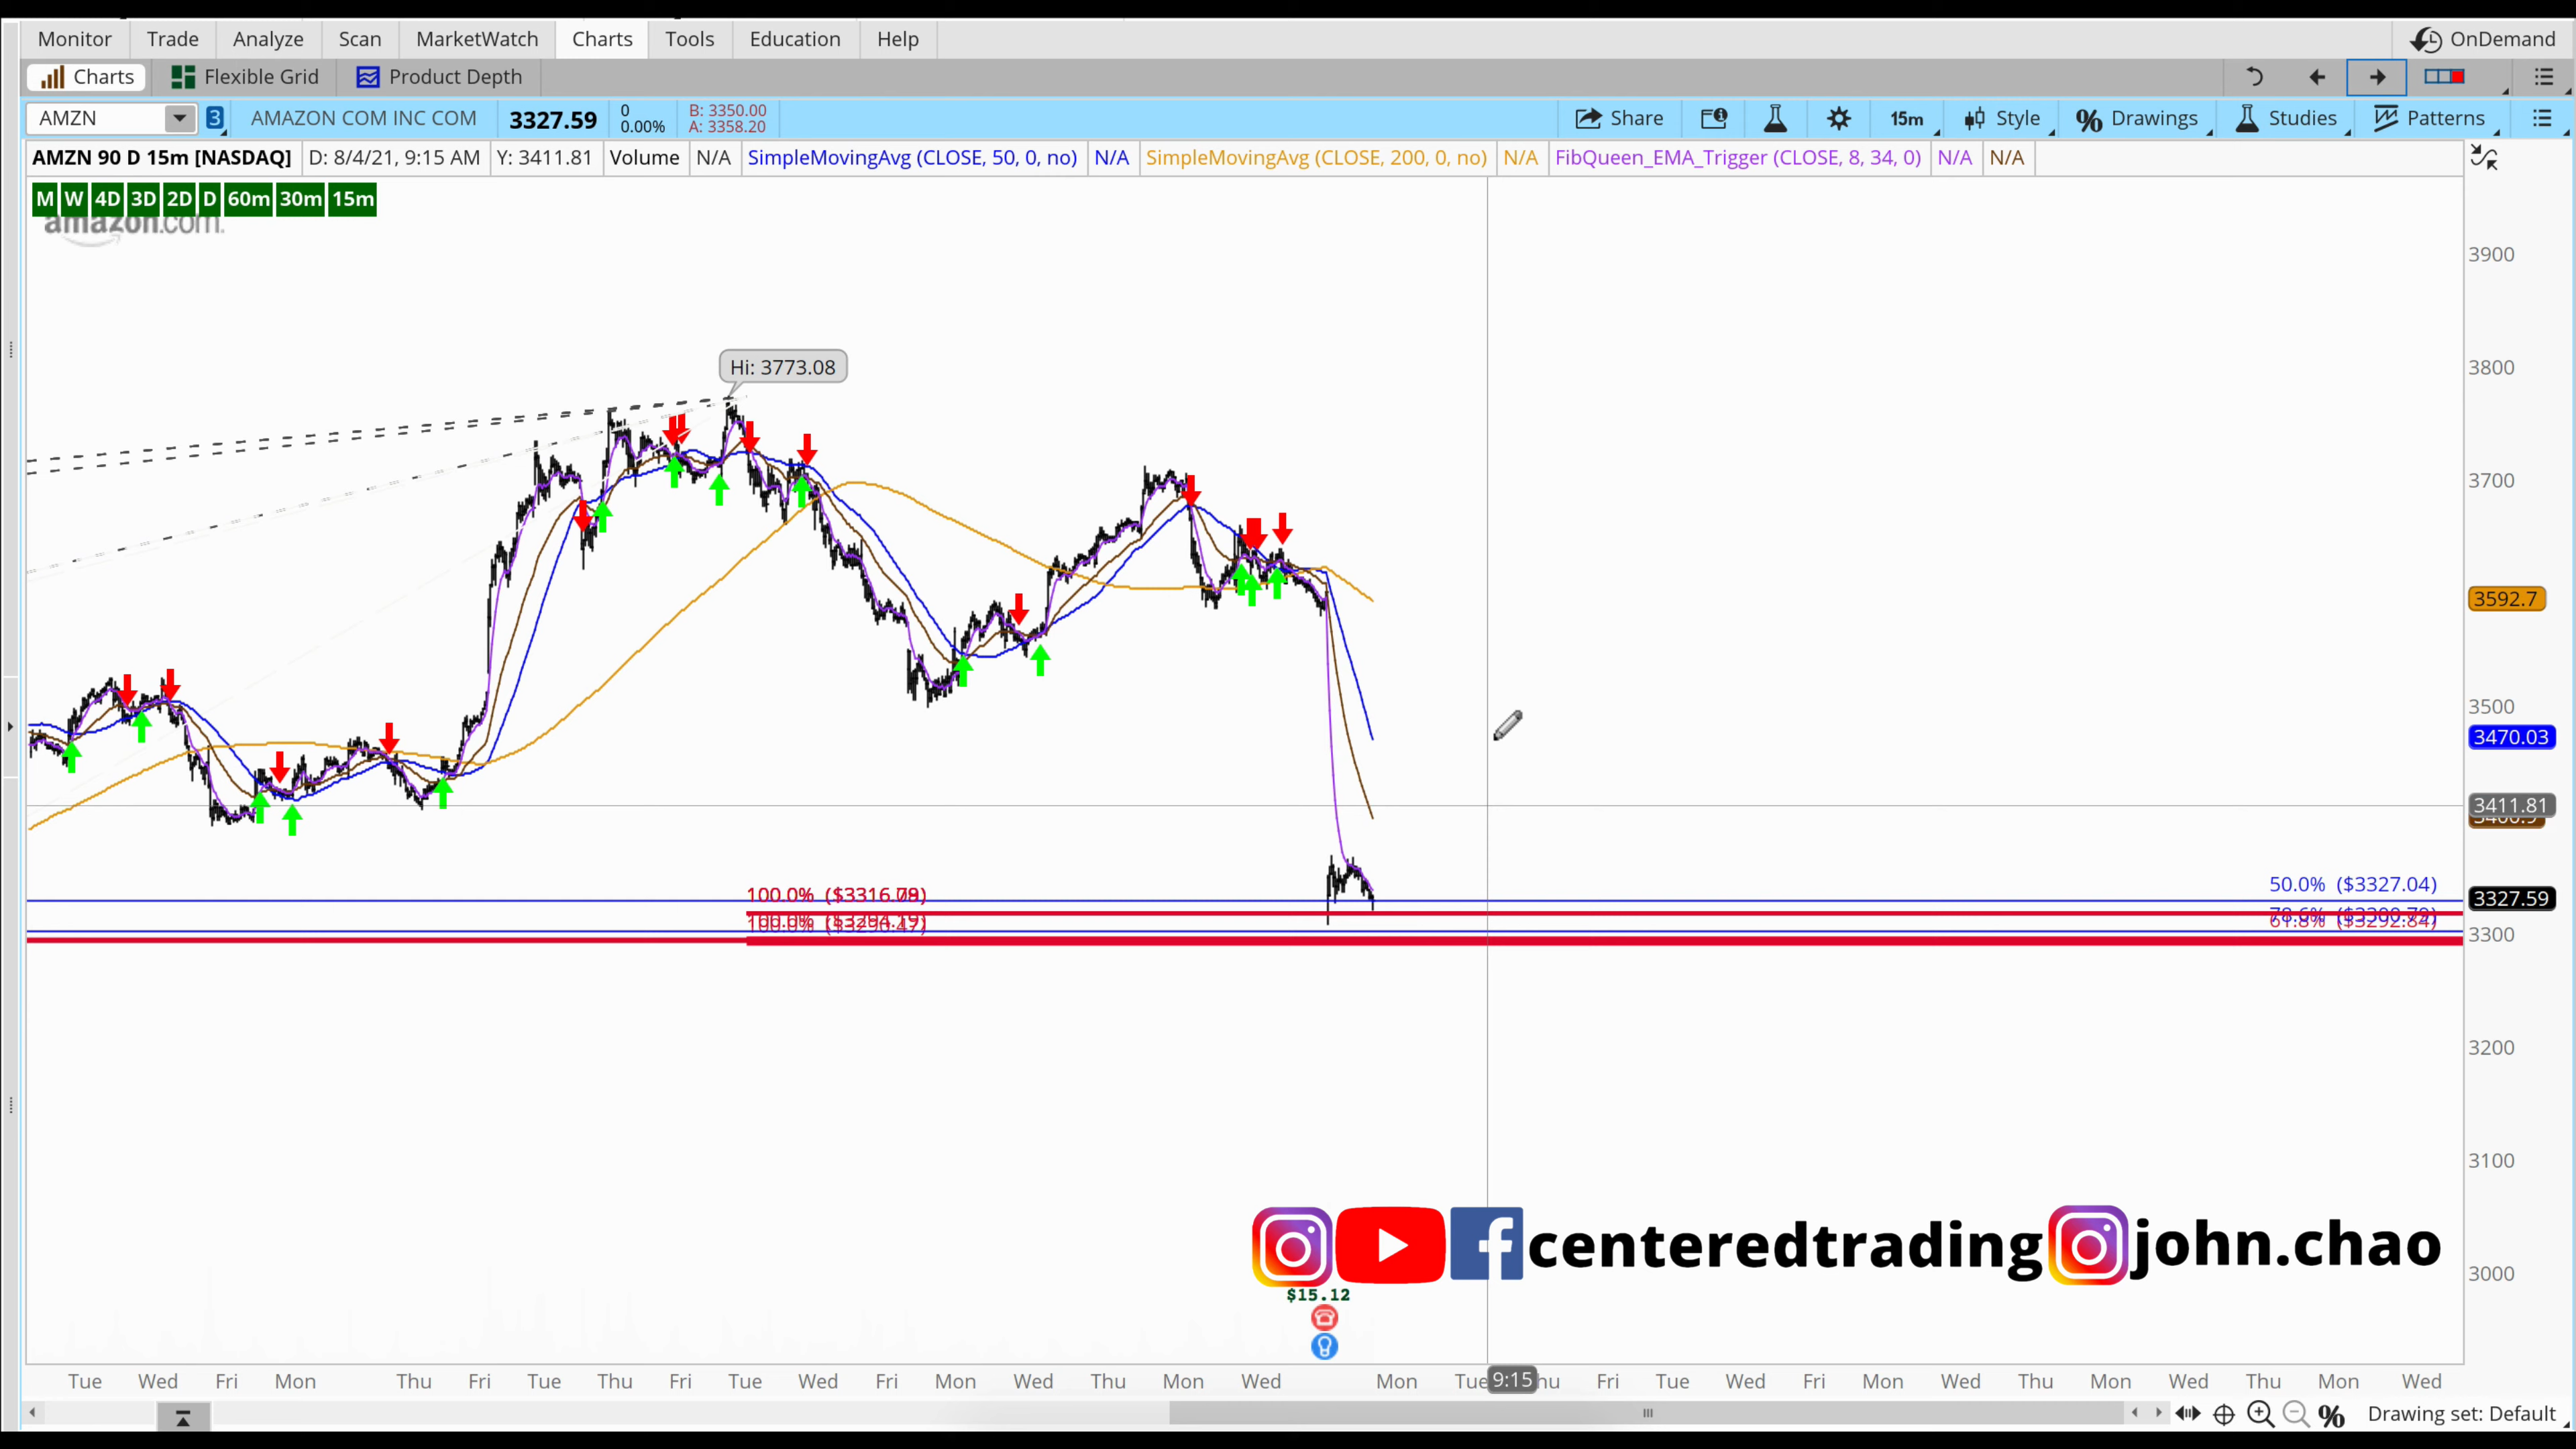 Monitor Trade Analyze Scan MarketWatch Charts Tools Education Help OnDemand
Charts Flexible Grid Product Depth
AMZN 3 AMAZON COM INC COM 3327.59 0 B: 3350.00 Share 15m Style Drawings Studies Patterns
0.00% A: 3358.20
AMZN 90 D 15m [NASDAQ] D: 8/4/21, 9:15 AM Y: 3411.81 Volume N/A SimpleMovingAvg (CLOSE, 50, 0, no) N/A SimpleMovingAvg (CLOSE, 200, 0, no) N/A FibQueen_EMA_Trigger (CLOSE, 8, 34, 0) N/A N/A
M W 4D 3D 2D D 60m 30m 15m
amazon.com.
3900
Hi: 3773.08
3800
3700
3592.7
3500
3470.03
3411.81
50.0% ($3327.04)
100.0%
3327.59
3300
3200
3100
centeredtrading john.chao
3000
$15.12
Tue Wed Fri Mon Thu Fri Tue Thu Fri Tue Wed Fri Mon Wed Thu Mon Wed Mon Tue 9:15 Fri Tue Wed Fri Mon Wed Thu Mon Wed Thu Mon Wed
Drawing set: Default